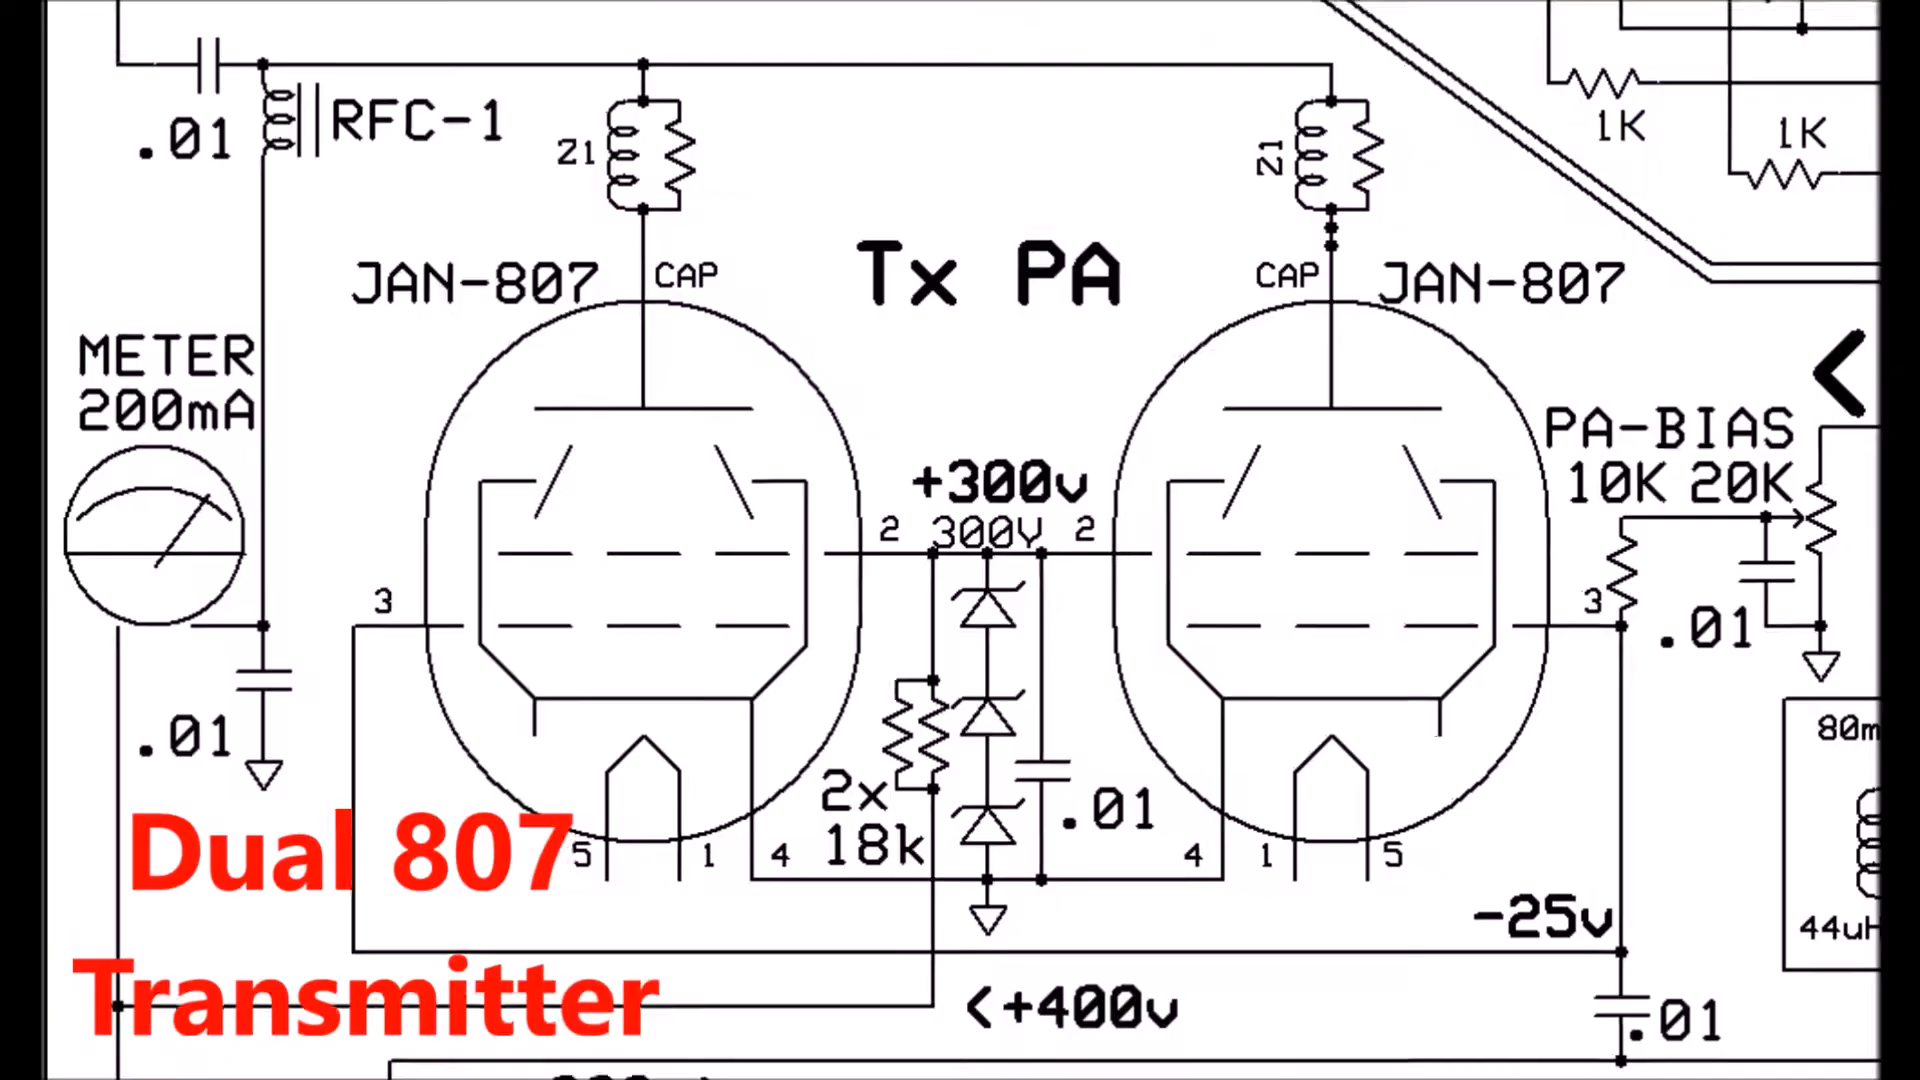 .01
RFC-1
Z1
Z1
1K
1K
JAN-807
CAP
Tx PA
CAP
JAN-807
METER
200mA
<
PA-BIAS
10K 20K
+300v
2
300V
2
3
3
.01
.01
80m
2x
18k
.01
Dual 807
5
1
4
4
1
5
-25v
44uH
Transmitter
<+400v
.01